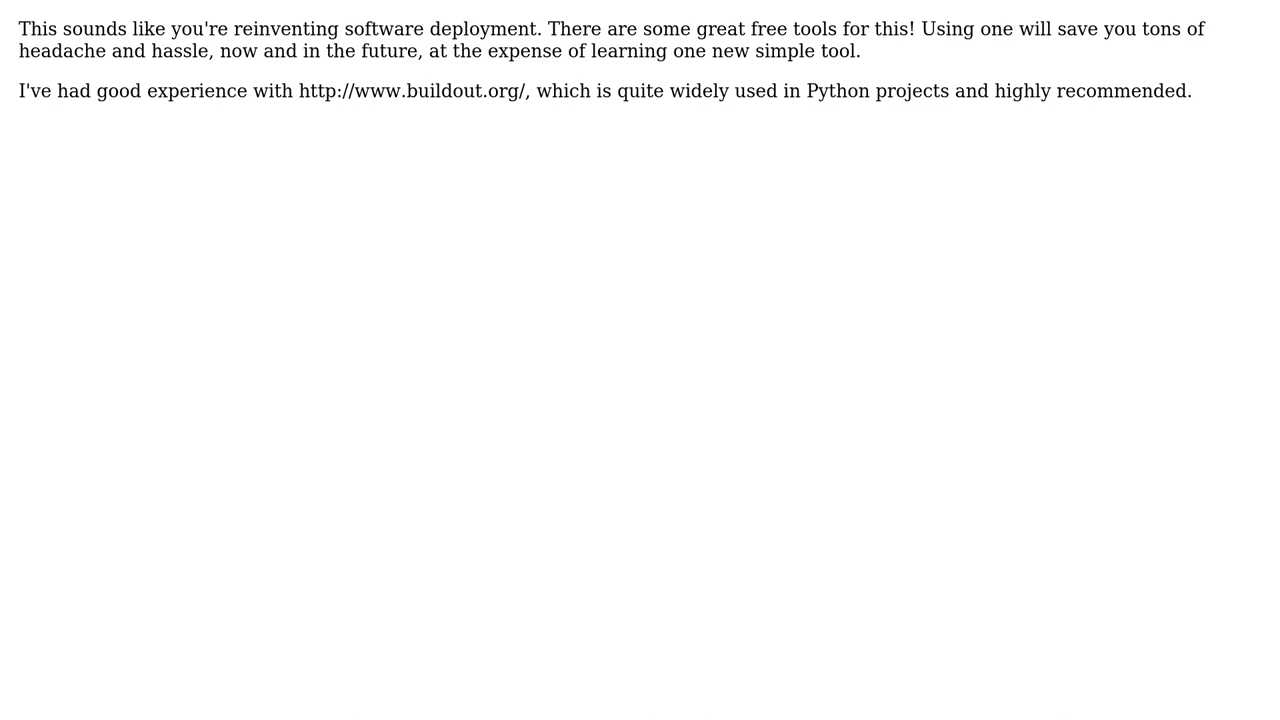 This sounds like you're reinventing software deployment. There are some great free tools for this! Using one will save you tons of
headache and hassle, now and in the future, at the expense of learning one new simple tool.
I've had good experience with http://www.buildout.org/, which is quite widely used in Python projects and highly recommended.